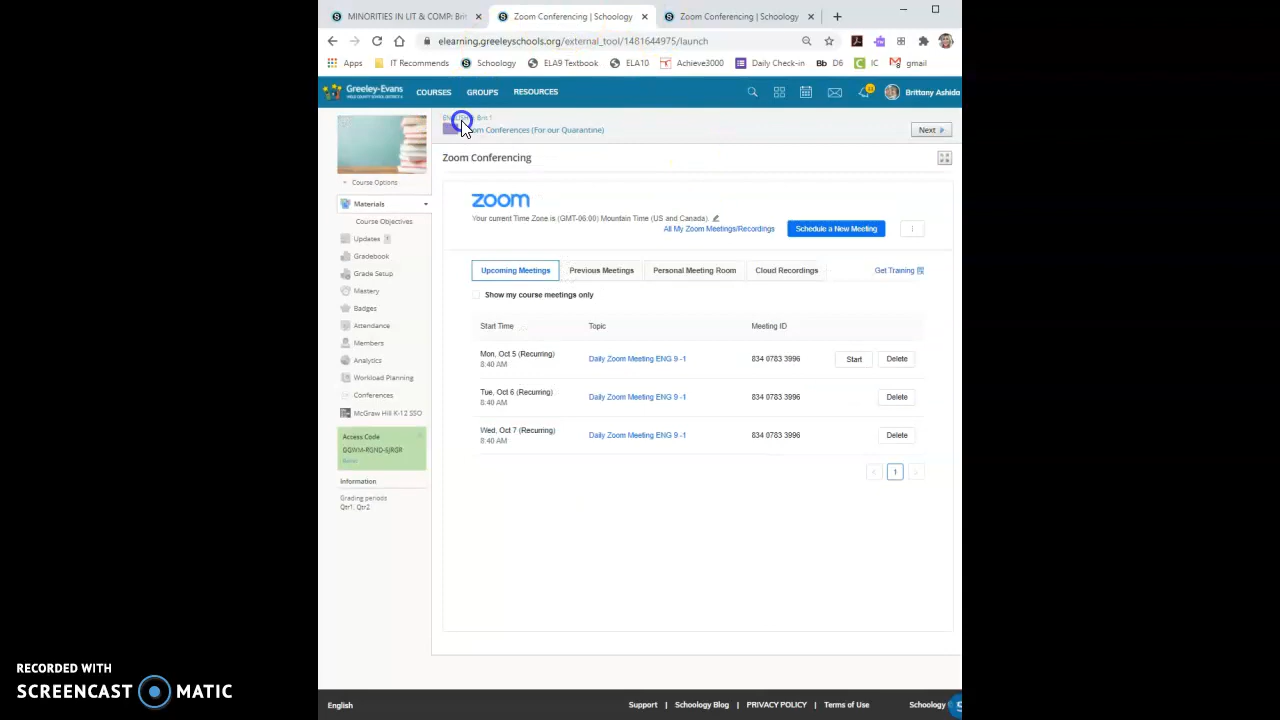 MINORITIES IN LIT & COMP: Bri
Zoom Conferencing | Schoology
Zoom Conferencing | Schoology
elearning.greeleyschools.org/external_tool/1481644975/launch
Apps
IT Recommends
Schoology
ELA9 Textbook
ELA10
Achieve3000
Daily Check-in
Bb D6
IC
gmail
Greeley-Evans
COURSES
GROUPS
RESOURCES
Brittany Ashida
Brit 1
Zoom Conferences (For our Quarantine)
Next
Zoom Conferencing
Course Options
Materials
Course Objectives
Updates
Gradebook
Grade Setup
Mastery
Badges
Attendance
Members
Analytics
Workload Planning
Conferences
McGraw Hill K-12 SSO
Access Code
Information
Grading periods
Qtr1, Qtr2
zoom
Your current Time Zone is (GMT-06:00) Mountain Time (US and Canada).
All My Zoom Meetings/Recordings
Schedule a New Meeting
Upcoming Meetings
Previous Meetings
Personal Meeting Room
Cloud Recordings
Get Training
Show my course meetings only
Start Time Topic Meeting ID
Mon, Oct 5 (Recurring)
8:40 AM
Daily Zoom Meeting ENG 9 -1
834 0783 3996
Start
Delete
Tue, Oct 6 (Recurring)
8:40 AM
Daily Zoom Meeting ENG 9 -1
834 0783 3996
Delete
Wed, Oct 7 (Recurring)
8:40 AM
Daily Zoom Meeting ENG 9 -1
834 0783 3996
Delete
1
English
Support | Schoology Blog | PRIVACY POLICY | Terms of Use
Schoology
RECORDED WITH
SCREENCAST MATIC